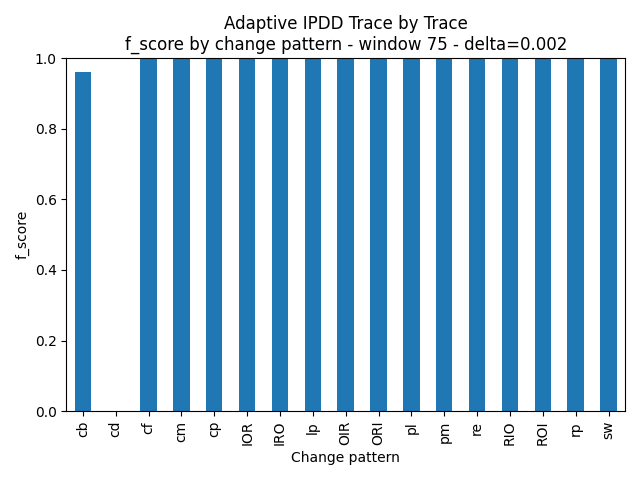 Adaptive IPDD Trace by Trace
f_score by change pattern - window 75 - delta=0.002
1.0
0.8
0.6
0.4
0.2
0.0
f_score
cb
cd
cf
cm
cp
IOR
IRO
lp
OIR
ORI
pl
pm
re
RIO
ROI
rp
sw
Change pattern